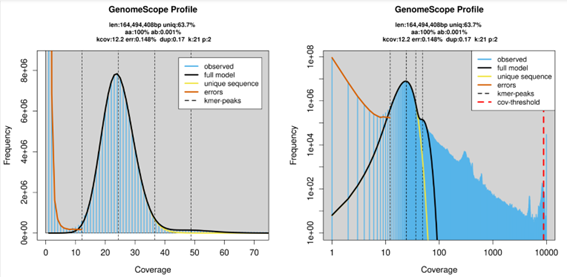 GenomeScope Profile
len:164,494,408bp uniq:63.7%
aa:100% ab:0.001%
kcov:12.2 err:0.148% dup:0.17 k:21 p:2
observed
full model
unique sequence
errors
kmer-peaks
Frequency
8e+06
6e+06
4e+06
2e+06
0e+00
0 10 20 30 40 50 60 70
Coverage
GenomeScope Profile
len:164,494,408bp uniq:63.7%
aa:100% ab:0.001%
kcov:12.2 err:0.148% dup:0.17 k:21 p:2
observed
full model
unique sequence
errors
kmer-peaks
cov-threshold
Frequency
1e+08
1e+06
1e+04
1e+02
1e+00
1 10 100 1000 10000
Coverage